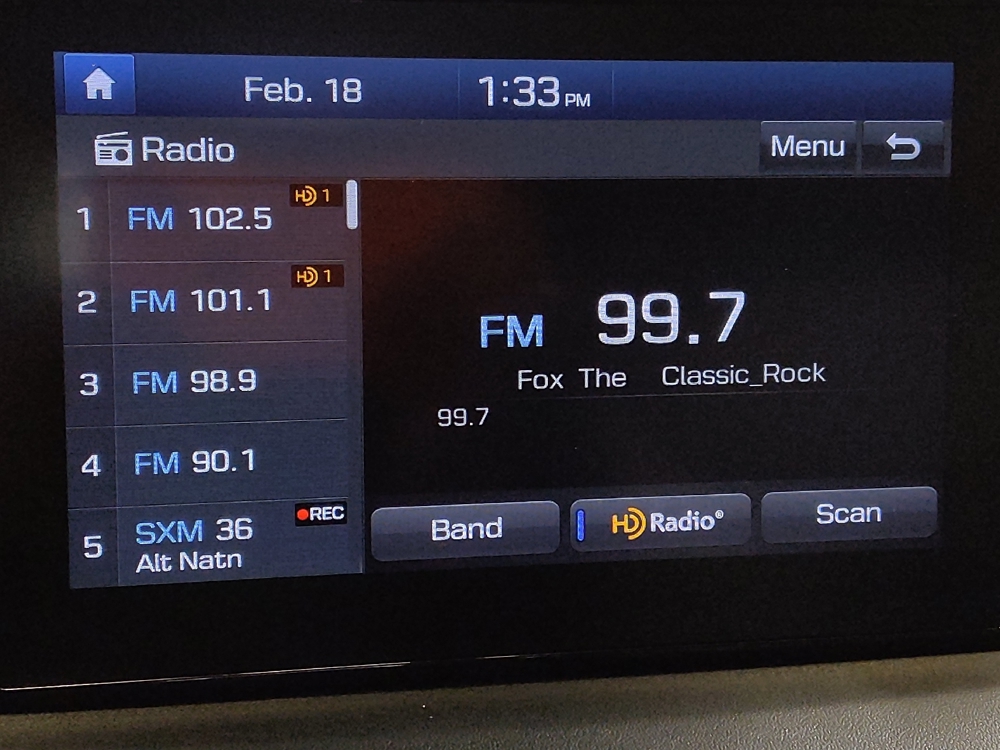 Feb. 18 1:33 PM
Radio Menu
1 FM 102.5 HD 1
2 FM 101.1 HD 1
3 FM 98.9
4 FM 90.1
5 SXM 36 REC
Alt Natn
FM 99.7
Fox The Classic_Rock
99.7
Band HD Radio® Scan